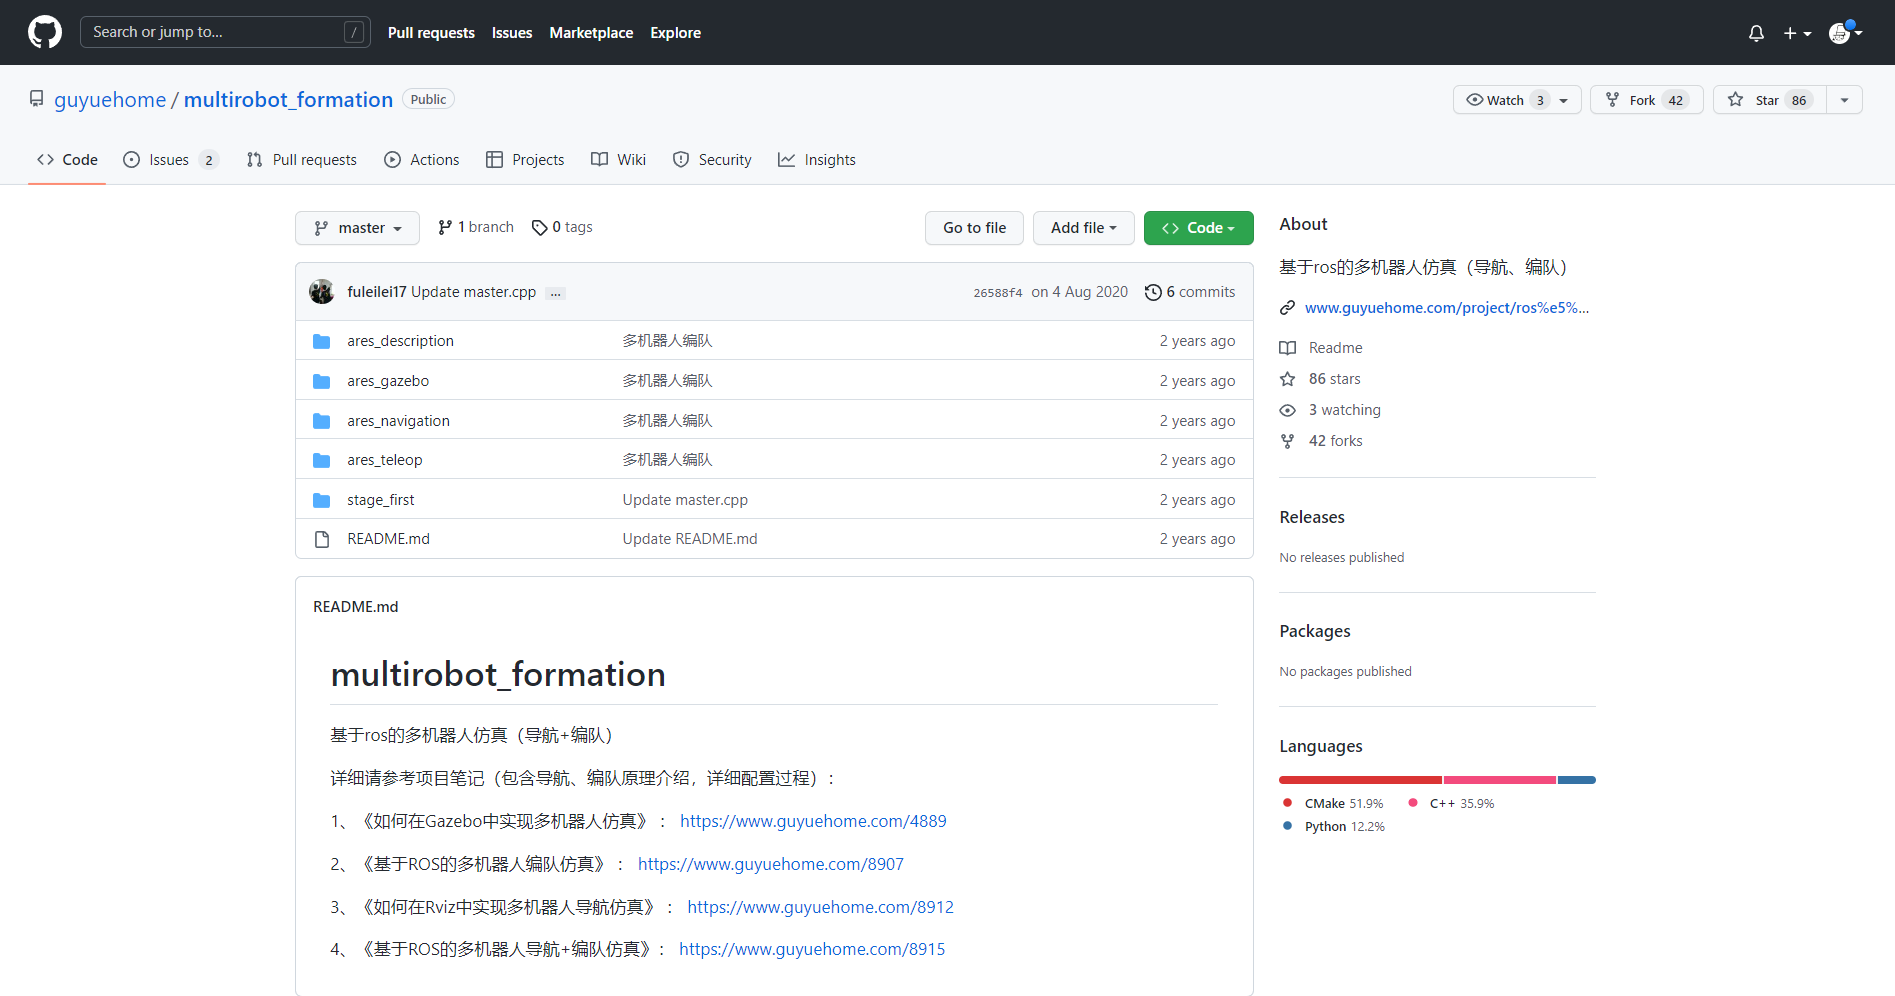 Search or jump to... /
Pull requests Issues Marketplace Explore
guyuehome / multirobot_formation Public
Watch 3 Fork 42 Star 86
Code Issues 2 Pull requests Actions Projects Wiki Security Insights
master 1 branch 0 tags Go to file Add file Code
fuleilei17 Update master.cpp ... 26588f4 on 4 Aug 2020 6 commits
ares_description 多机器人编队 2 years ago
ares_gazebo 多机器人编队 2 years ago
ares_navigation 多机器人编队 2 years ago
ares_teleop 多机器人编队 2 years ago
stage_first Update master.cpp 2 years ago
README.md Update README.md 2 years ago
README.md
multirobot_formation
基于ros的多机器人仿真（导航+编队）
详细请参考项目笔记（包含导航、编队原理介绍，详细配置过程）：
1、《如何在Gazebo中实现多机器人仿真》： https://www.guyuehome.com/4889
2、《基于ROS的多机器人编队仿真》： https://www.guyuehome.com/8907
3、《如何在Rviz中实现多机器人导航仿真》： https://www.guyuehome.com/8912
4、《基于ROS的多机器人导航+编队仿真》： https://www.guyuehome.com/8915
About
基于ros的多机器人仿真（导航、编队）
www.guyuehome.com/project/ros%e5%...
Readme
86 stars
3 watching
42 forks
Releases
No releases published
Packages
No packages published
Languages
CMake 51.9% C++ 35.9%
Python 12.2%